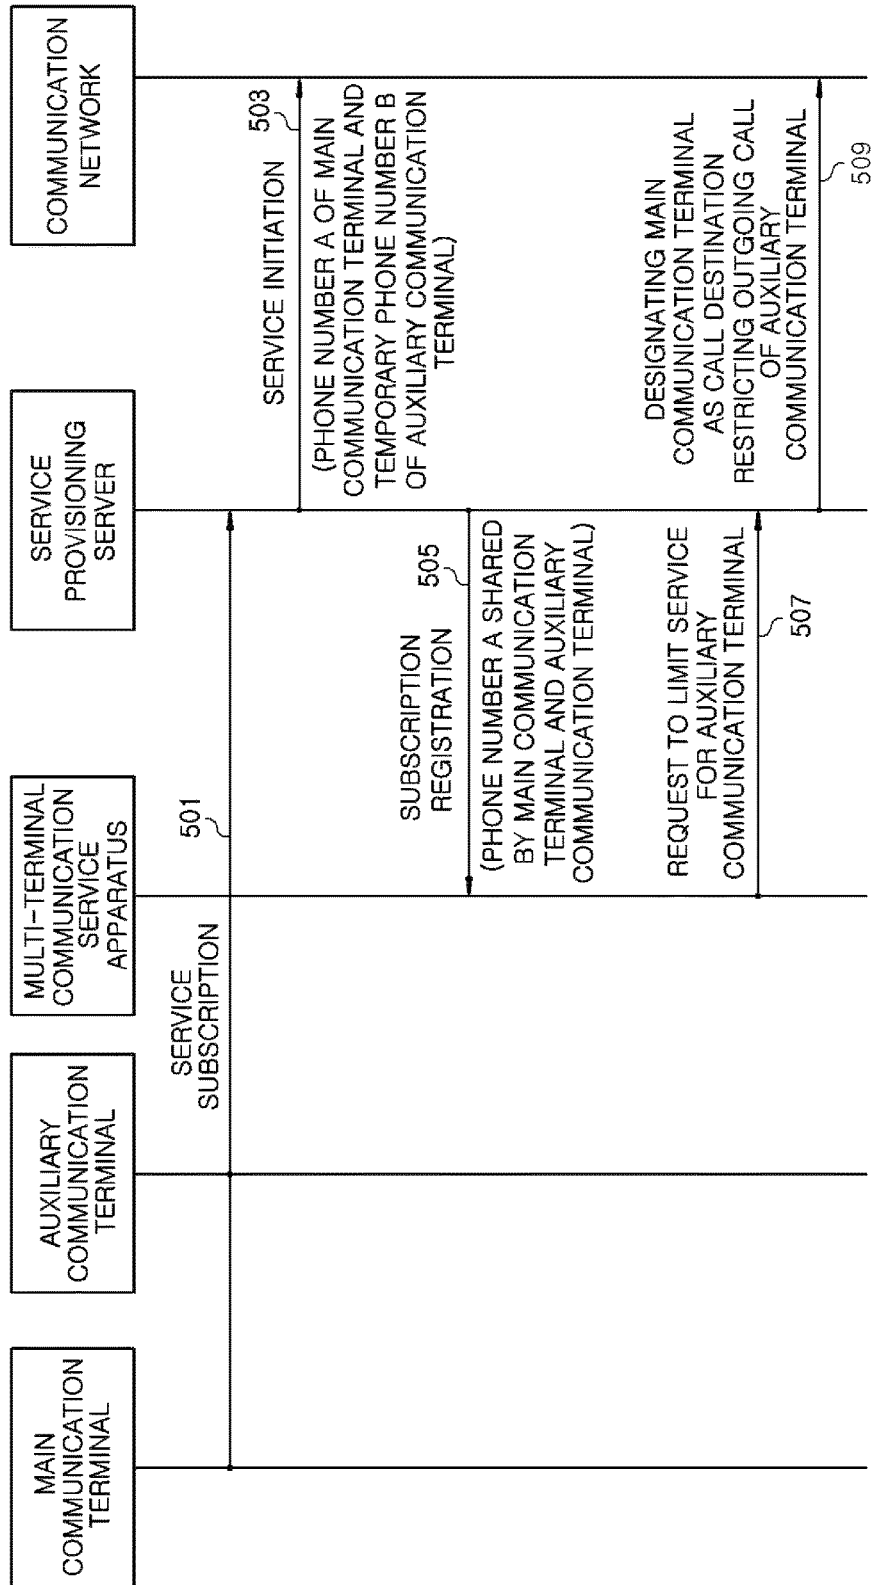 MAIN
COMMUNICATION
TERMINAL
AUXILIARY
COMMUNICATION
TERMINAL
MULTI-TERMINAL
COMMUNICATION
SERVICE
APPARATUS
SERVICE
PROVISIONING
SERVER
COMMUNICATION
NETWORK
SERVICE
SUBSCRIPTION
501
SERVICE INITIATION
503
(PHONE NUMBER A OF MAIN
COMMUNICATION TERMINAL AND
TEMPORARY PHONE NUMBER B
OF AUXILIARY COMMUNICATION
TERMINAL)
SUBSCRIPTION
REGISTRATION
505
(PHONE NUMBER A SHARED
BY MAIN COMMUNICATION
TERMINAL AND AUXILIARY
COMMUNICATION TERMINAL)
REQUEST TO LIMIT SERVICE
FOR AUXILIARY
COMMUNICATION TERMINAL
507
DESIGNATING MAIN
COMMUNICATION TERMINAL
AS CALL DESTINATION
RESTRICTING OUTGOING CALL
OF AUXILIARY
COMMUNICATION TERMINAL
509